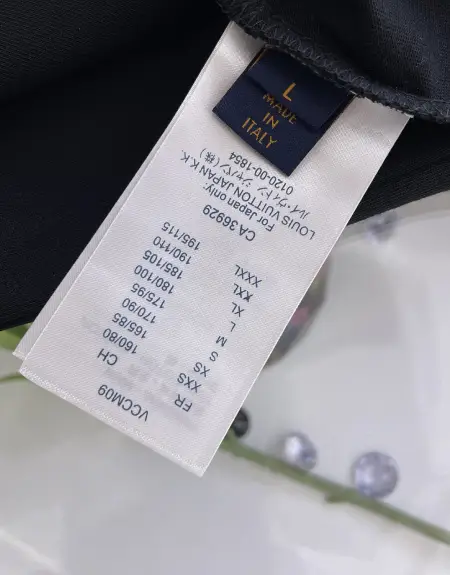 L
MADE
IN
ITALY
VCCM09
FR CH
XXS 160/80
XS 165/85
S 170/90
M 175/95
L 180/100
XL 185/105
XXL 190/110
XXXL 195/115
CA 36929
For Japan only:
LOUIS VUITTON JAPAN K.K.
ルイ・ヴィトン ジャパン(株)
0120-00-1854